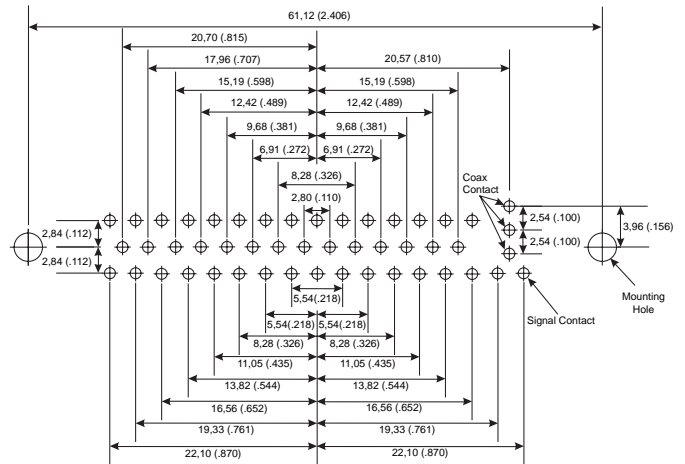 61,12 (2.406)
20,70 (.815)
17,96 (.707) 20,57 (.810)
15,19 (.598) 15,19 (.598)
12,42 (.489) 12,42 (.489)
9,68 (.381) 9,68 (.381)
6,91 (.272) 6,91 (.272)
8,28 (.326)
Coax
Contact
2,80 (.110)
2,84 (.112) 2,54 (.100) 3,96 (.156)
2,84 (.112) 2,54 (.100)
5,54(.218)
Mounting
Hole
Signal Contact
5,54(.218) 5,54(.218)
8,28 (.326) 8,28 (.326)
11,05 (.435) 11,05 (.435)
13,82 (.544) 13,82 (.544)
16,56 (.652) 16,56 (.652)
19,33 (.761) 19,33 (.761)
22,10 (.870) 22,10 (.870)